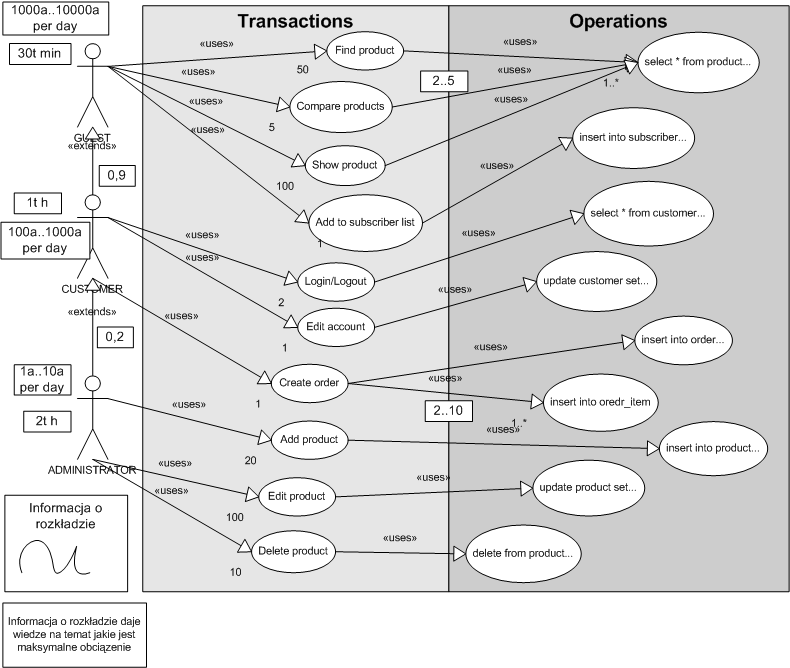 1000a..10000a
per day
30t min
GUEST
«extends»
0,9
1t h
100a..1000a
per day
CUSTOMER
«extends»
0,2
1a..10a
per day
2t h
ADMINISTRATOR
Informacja o
rozkładzie
Informacja o rozkładzie daje
wiedze na temat jakie jest
maksymalne obciązenie
Transactions
«uses»
Find product
50
«uses»
Compare products
5
«uses»
Show product
100
«uses»
Add to subscriber list
1
«uses»
Login/Logout
2
«uses»
Edit account
1
«uses»
Create order
1
«uses»
Add product
20
«uses»
Edit product
100
«uses»
Delete product
10
Operations
«uses»
2..5
«uses»
«uses»
1..*
select * from product...
«uses»
insert into subscriber...
«uses»
select * from customer...
«uses»
update customer set...
«uses»
insert into order...
«uses»
2..10
1..*
insert into oredr_item
«uses»
insert into product...
«uses»
update product set...
«uses»
delete from product...